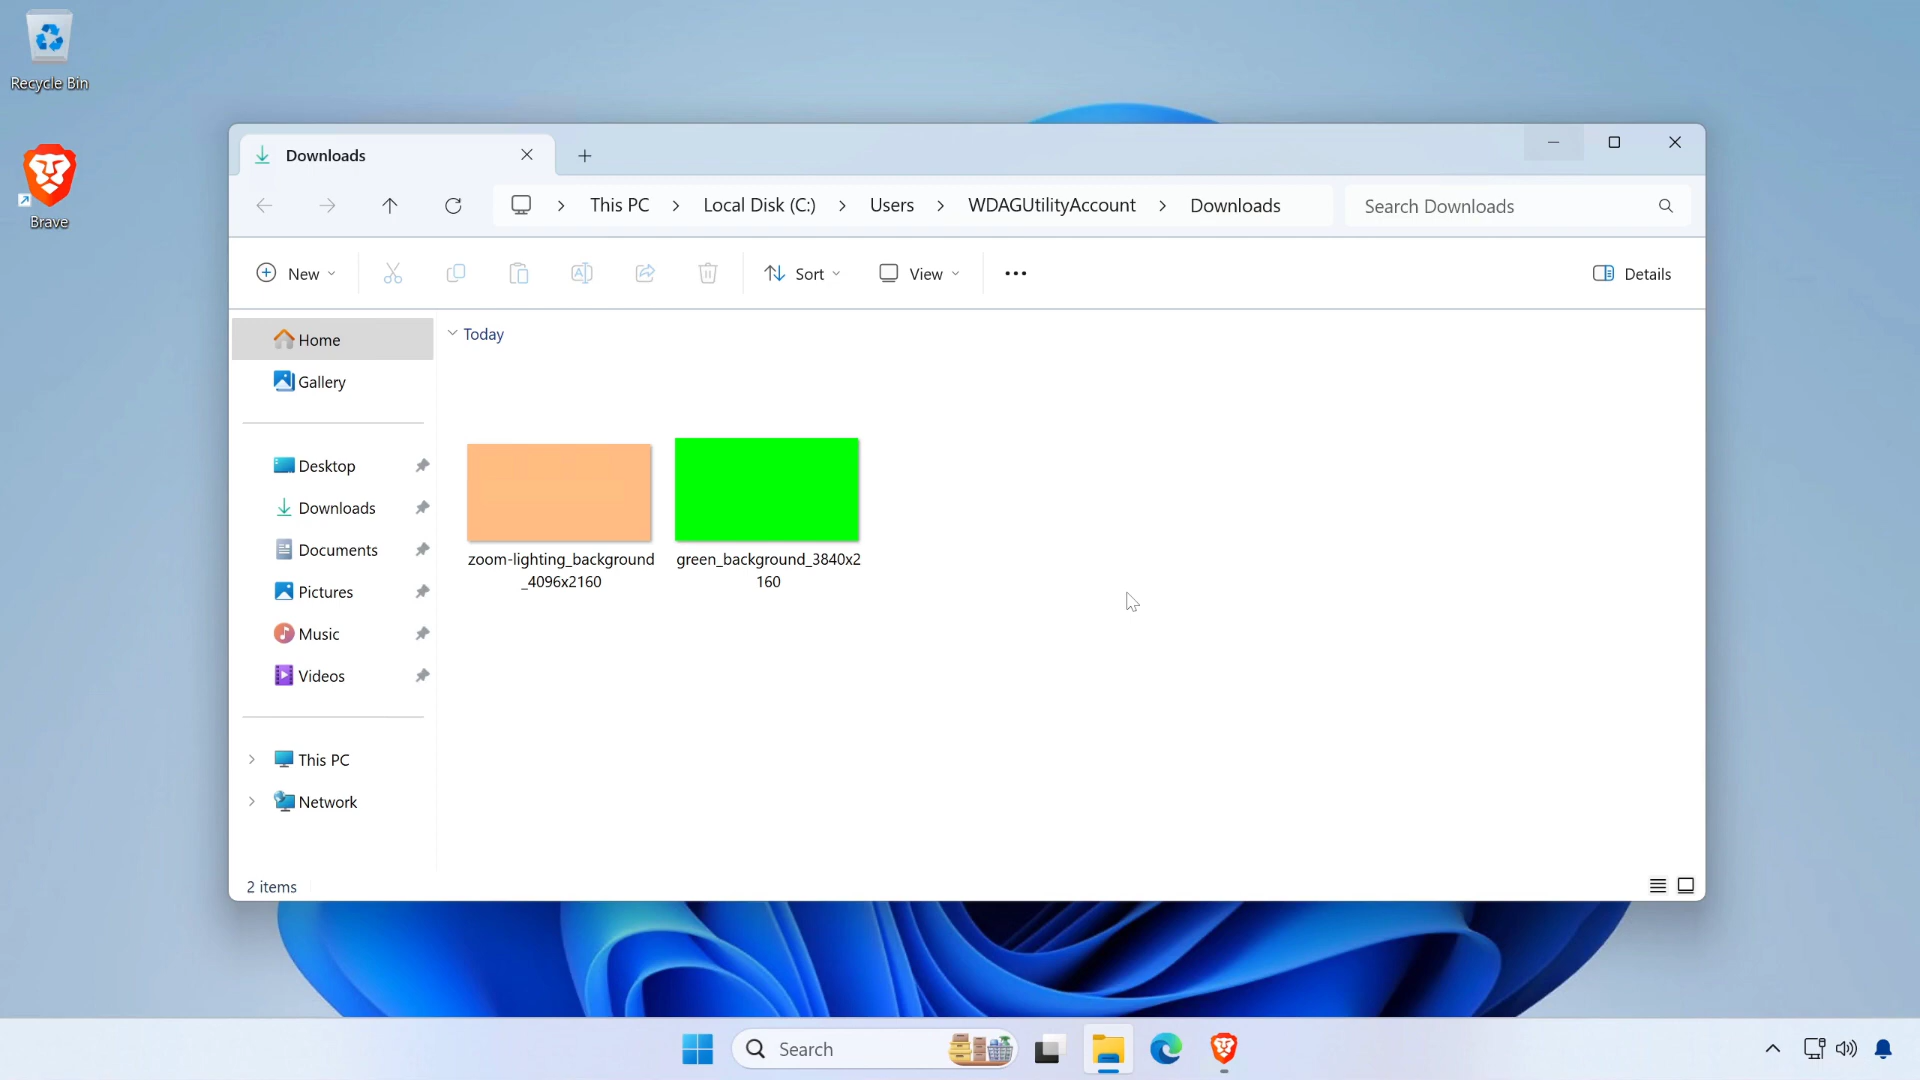 Recycle Bin
Brave
Downloads
This PC
Local Disk (C:)
Users
WDAGUtilityAccount
Downloads
Search Downloads
New
Sort
View
Details
Home
Gallery
Desktop
Downloads
Documents
Pictures
Music
Videos
This PC
Network
Today
zoom-lighting_background
_4096x2160
green_background_3840x2
160
2 items
Search